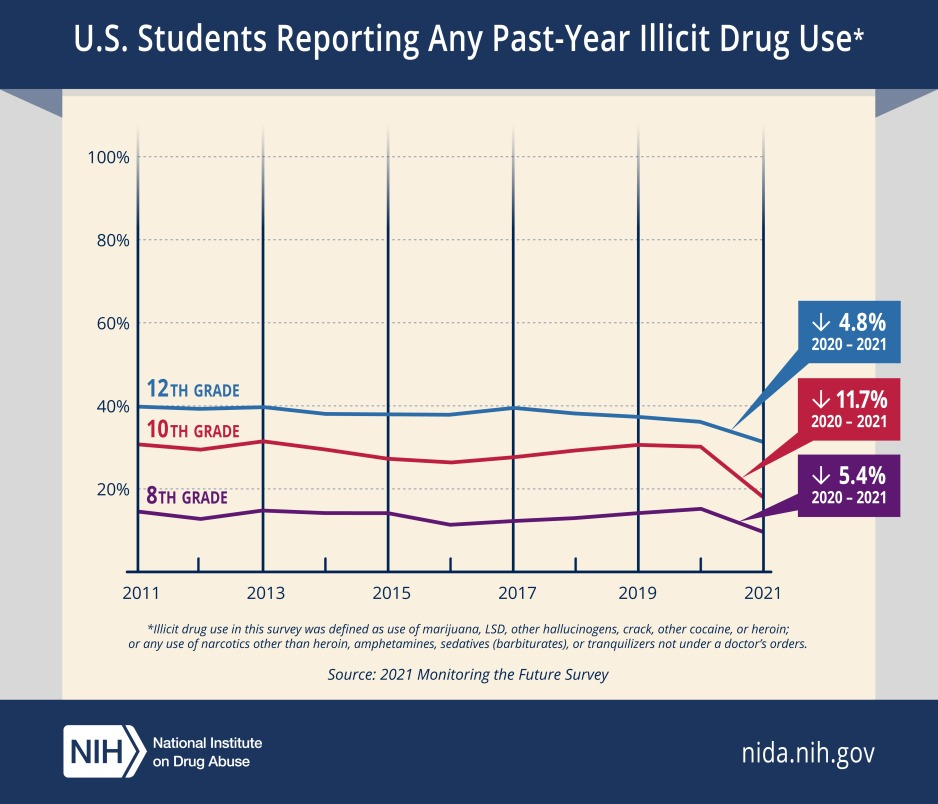 U.S. Students Reporting Any Past-Year Illicit Drug Use*
100%
80%
60%
40%
20%
12TH GRADE
10TH GRADE
8TH GRADE
↓ 4.8%
2020 – 2021
↓ 11.7%
2020 – 2021
↓ 5.4%
2020 – 2021
2011 2013 2015 2017 2019 2021
*Illicit drug use in this survey was defined as use of marijuana, LSD, other hallucinogens, crack, other cocaine, or heroin;
or any use of narcotics other than heroin, amphetamines, sedatives (barbiturates), or tranquilizers not under a doctor's orders.
Source: 2021 Monitoring the Future Survey
NIH
National Institute
on Drug Abuse
nida.nih.gov